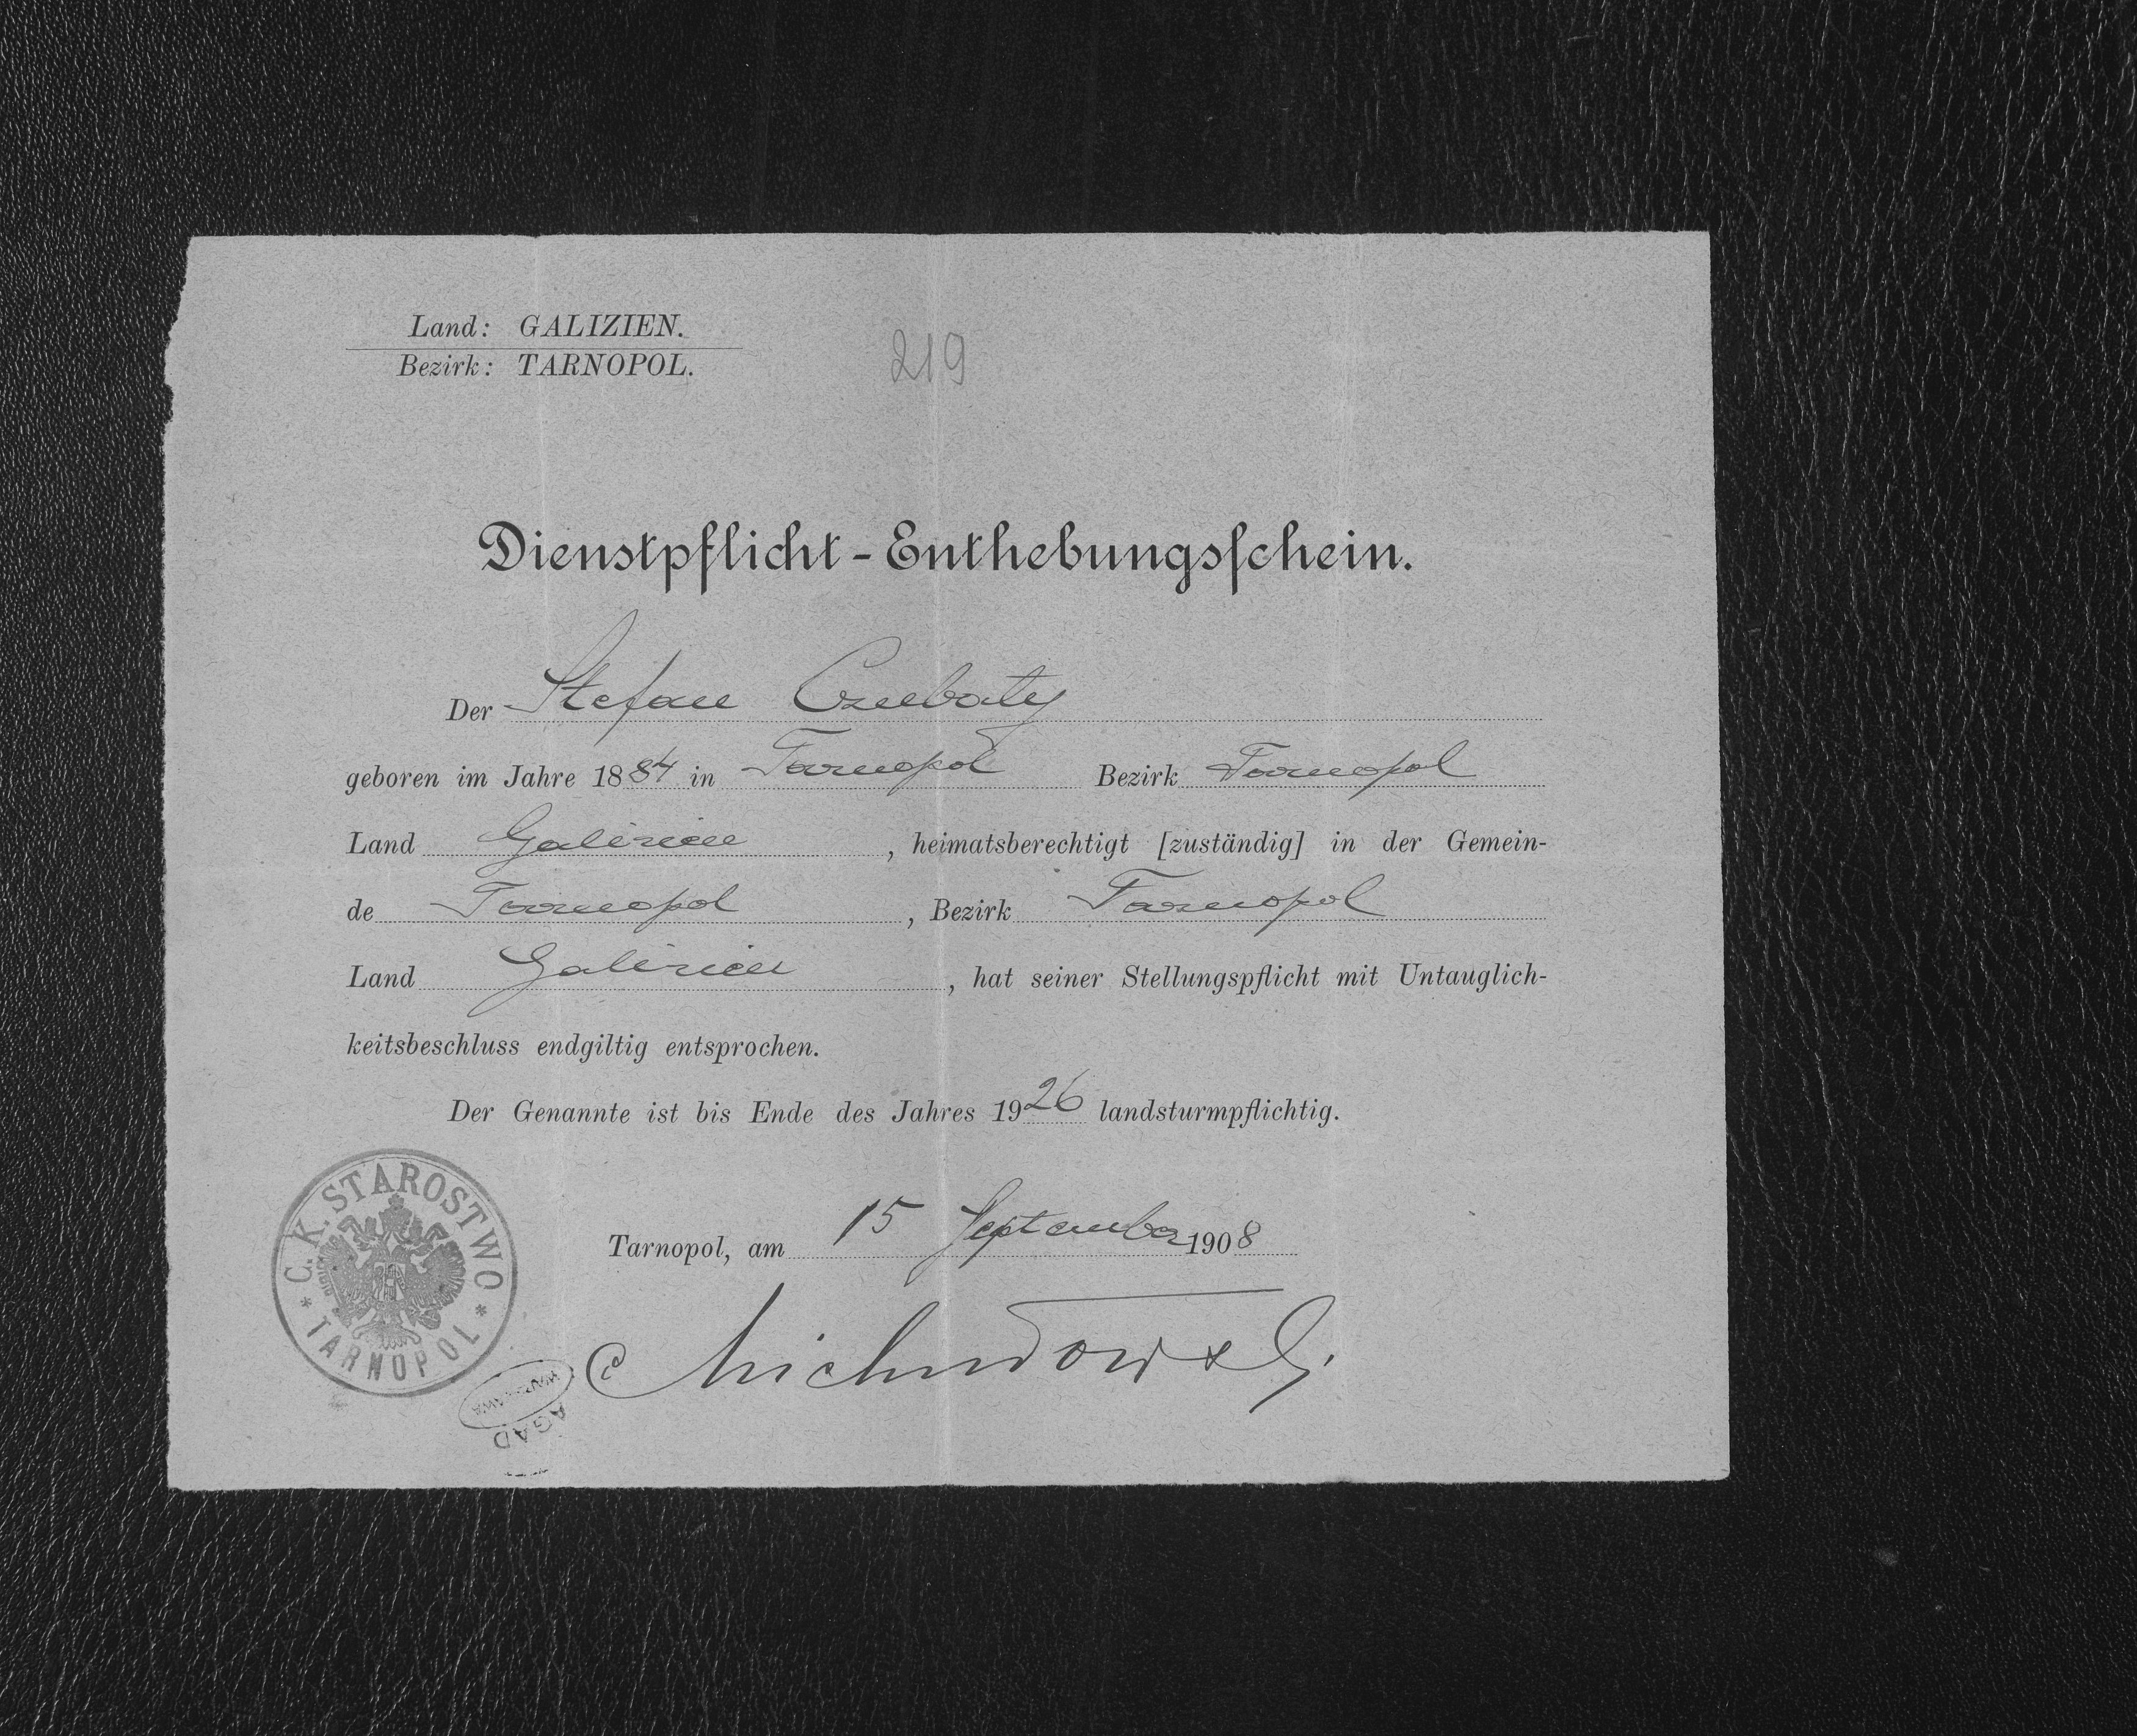 Land: GALIZIEN.
Bezirk: TARNOPOL.
219
Dienstpflicht-Enthebungsschein.
Der Stefan Czubaty
geboren im Jahre 1884 in Tarnopol Bezirk Tarnopol
Land Galizien, heimatsberechtigt [zuständig] in der Gemein-
de Tarnopol, Bezirk Tarnopol
Land Galizien, hat seiner Stellungspflicht mit Untauglich-
keitsbeschluss endgiltig entsprochen.
Der Genannte ist bis Ende des Jahres 1926 landsturmpflichtig.
Tarnopol, am 15 September 1908
C. K. STAROSTWO
* TARNOPOL *
WARSZAWA
AGAD